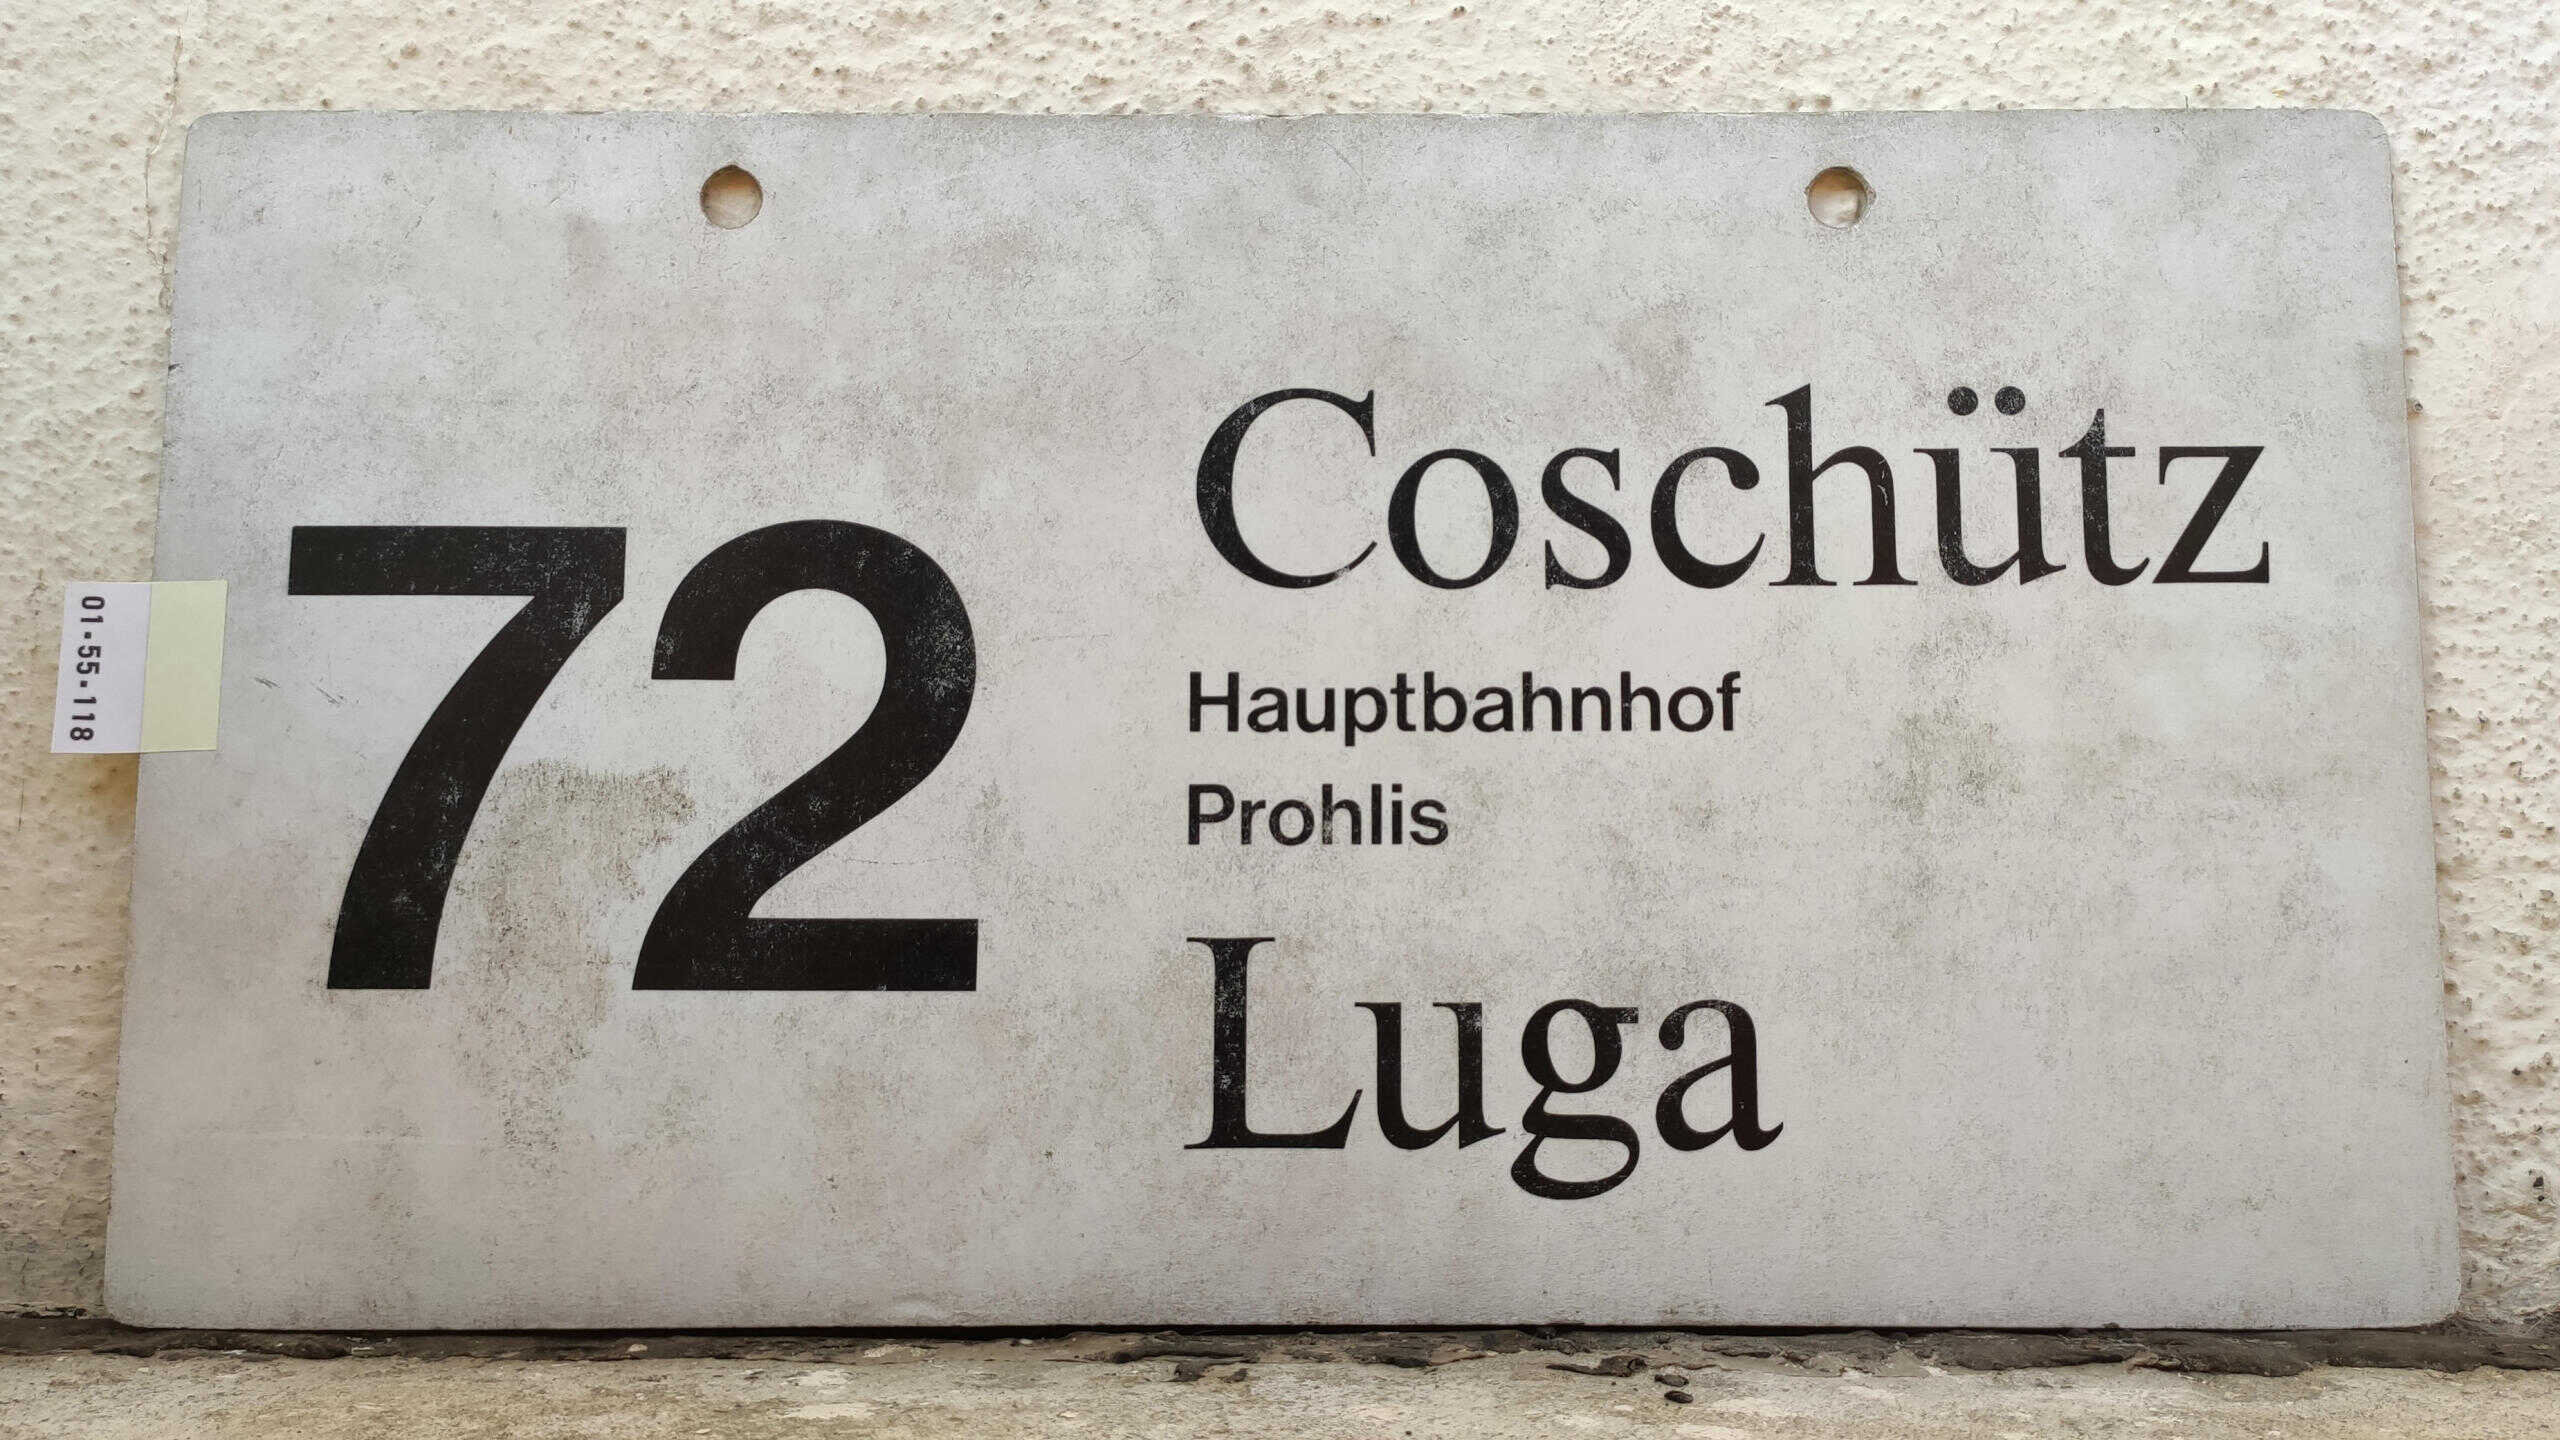 72
Coschütz
Hauptbahnhof
Prohlis
Luga
01-55-118